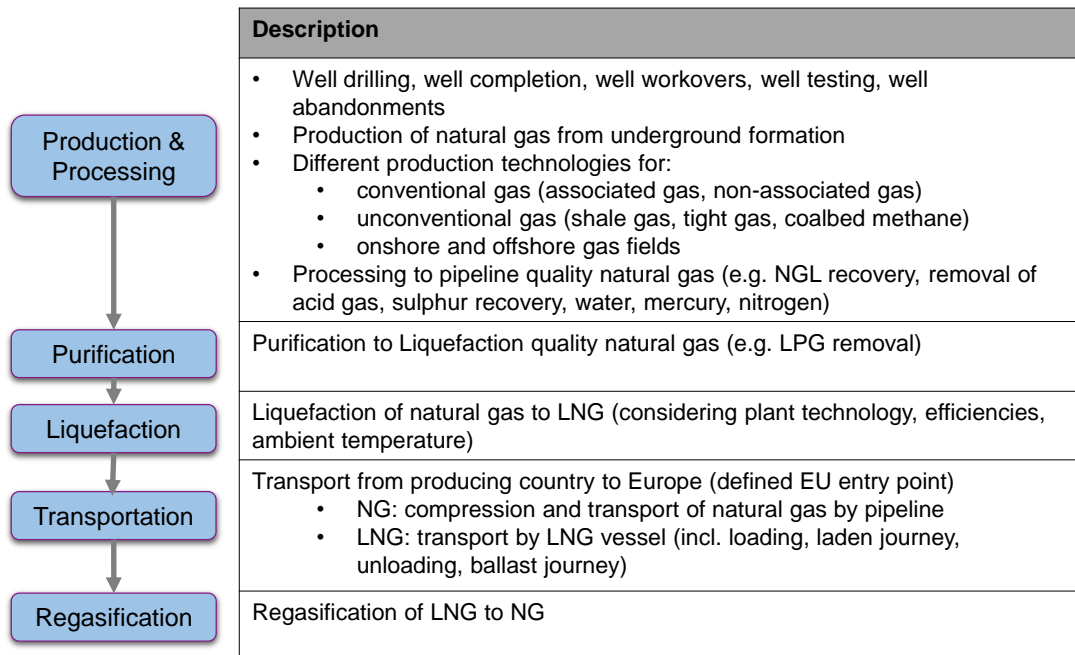 Description
Production &
Processing
• Well drilling, well completion, well workovers, well testing, well
abandonments
• Production of natural gas from underground formation
• Different production technologies for:
• conventional gas (associated gas, non-associated gas)
• unconventional gas (shale gas, tight gas, coalbed methane)
• onshore and offshore gas fields
• Processing to pipeline quality natural gas (e.g. NGL recovery, removal of
acid gas, sulphur recovery, water, mercury, nitrogen)
Purification
Purification to Liquefaction quality natural gas (e.g. LPG removal)
Liquefaction
Liquefaction of natural gas to LNG (considering plant technology, efficiencies,
ambient temperature)
Transportation
Transport from producing country to Europe (defined EU entry point)
• NG: compression and transport of natural gas by pipeline
• LNG: transport by LNG vessel (incl. loading, laden journey,
unloading, ballast journey)
Regasification
Regasification of LNG to NG